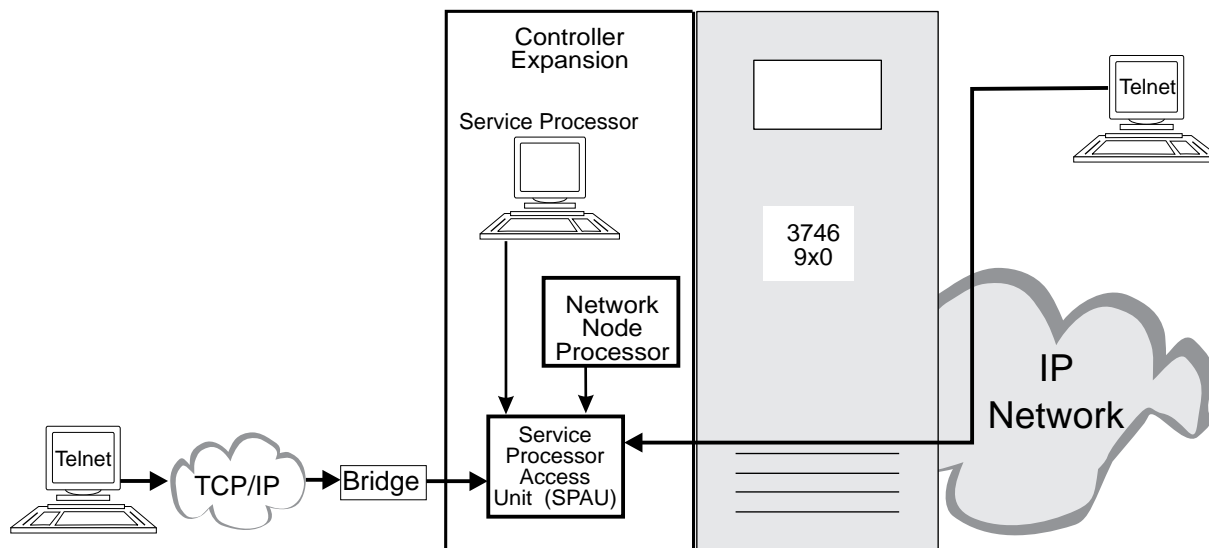 Controller
Expansion
Service Processor
Telnet
3746
9x0
Network
Node
Processor
IP
Network
Service
Processor
Access
Unit (SPAU)
Telnet
TCP/IP
Bridge